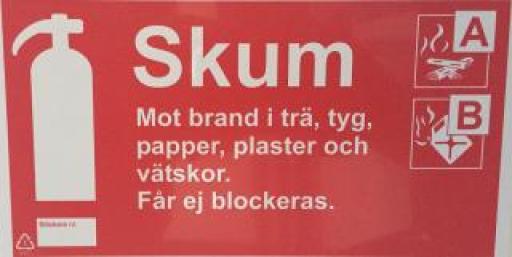 Skum
A
Mot brand i trä, tyg,
papper, plaster och
vätskor.
Får ej blockeras.
B